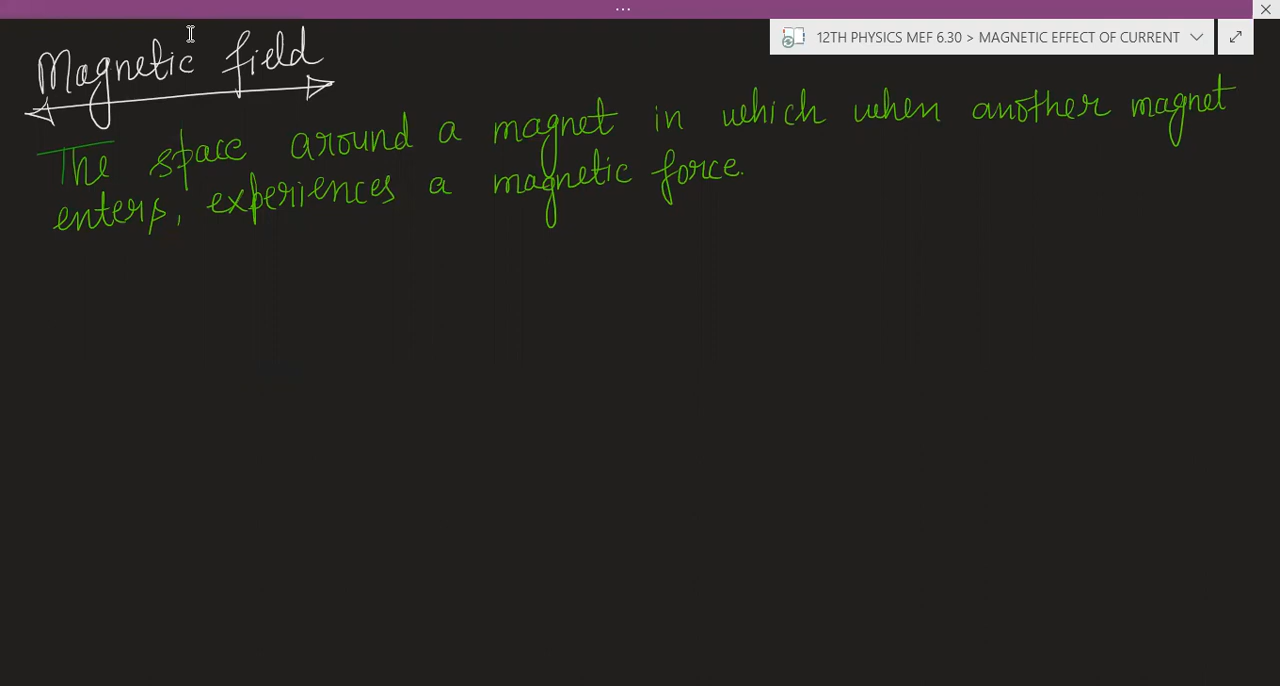 ...
12TH PHYSICS MEF 6.30 > MAGNETIC EFFECT OF CURRENT
Magnetic field
The space around a magnet in which when another magnet
enters, experiences a magnetic force.